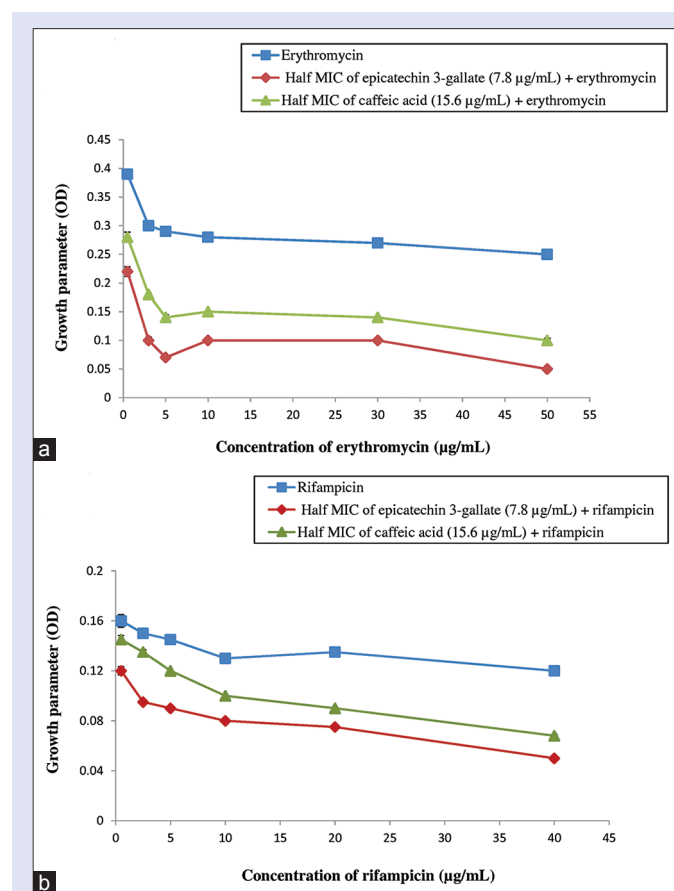 Erythromycin
Half MIC of epicatechin 3-gallate (7.8 µg/mL) + erythromycin
Half MIC of caffeic acid (15.6 µg/mL) + erythromycin
0.45
0.4
0.35
0.3
0.25
0.2
0.15
0.1
0.05
0
Growth parameter (OD)
0 5 10 15 20 25 30 35 40 45 50 55
Concentration of erythromycin (µg/mL)
a
Rifampicin
Half MIC of epicatechin 3-gallate (7.8 µg/mL) + rifampicin
Half MIC of caffeic acid (15.6 µg/mL) + rifampicin
0.2
0.16
0.12
0.08
0.04
0
Growth parameter (OD)
0 5 10 15 20 25 30 35 40 45
Concentration of rifampicin (µg/mL)
b